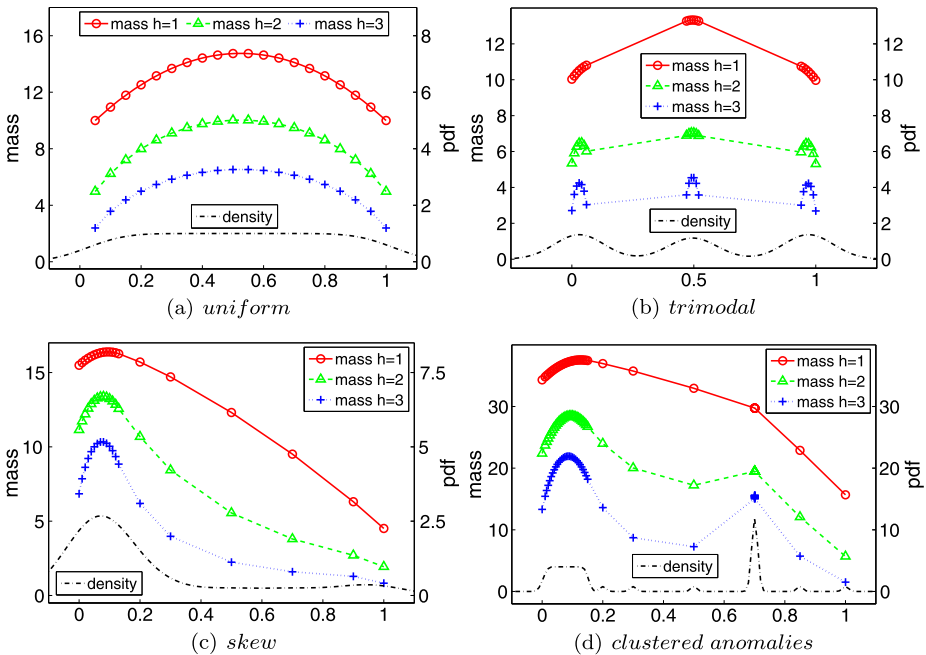 mass h=1 mass h=2 mass h=3
16
12
8
4
0
mass
8
6
4
2
0
pdf
density
0 0.2 0.4 0.6 0.8 1
(a) uniform
12
10
8
6
4
2
0
mass
12
10
8
6
4
2
0
pdf
mass h=1
mass h=2
mass h=3
density
0 0.5 1
(b) trimodal
15
10
5
0
mass
7.5
5
2.5
0
pdf
mass h=1
mass h=2
mass h=3
density
0 0.2 0.4 0.6 0.8 1
(c) skew
30
20
10
0
mass
30
20
10
0
pdf
mass h=1
mass h=2
mass h=3
density
0 0.2 0.4 0.6 0.8 1
(d) clustered anomalies